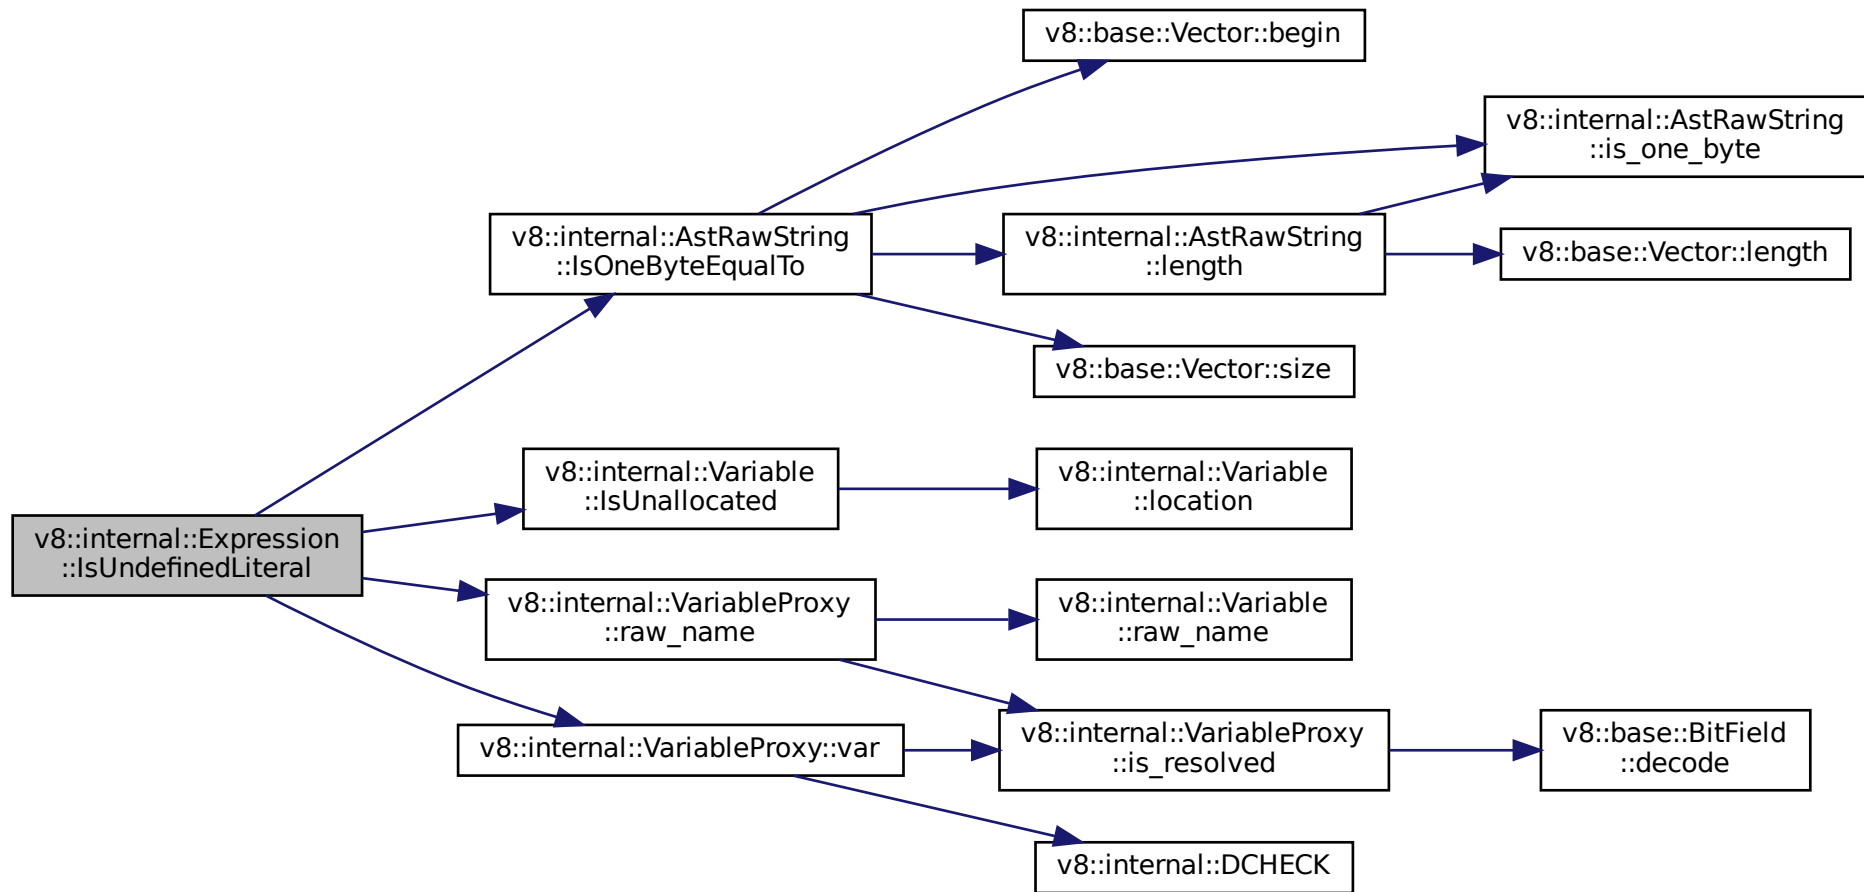 v8::base::Vector::begin
v8::internal::AstRawString
::is_one_byte
v8::internal::AstRawString
::IsOneByteEqualTo
v8::internal::AstRawString
::length
v8::base::Vector::length
v8::base::Vector::size
v8::internal::Variable
::IsUnallocated
v8::internal::Variable
::location
v8::internal::Expression
::IsUndefinedLiteral
v8::internal::VariableProxy
::raw_name
v8::internal::Variable
::raw_name
v8::internal::VariableProxy::var
v8::internal::VariableProxy
::is_resolved
v8::base::BitField
::decode
v8::internal::DCHECK